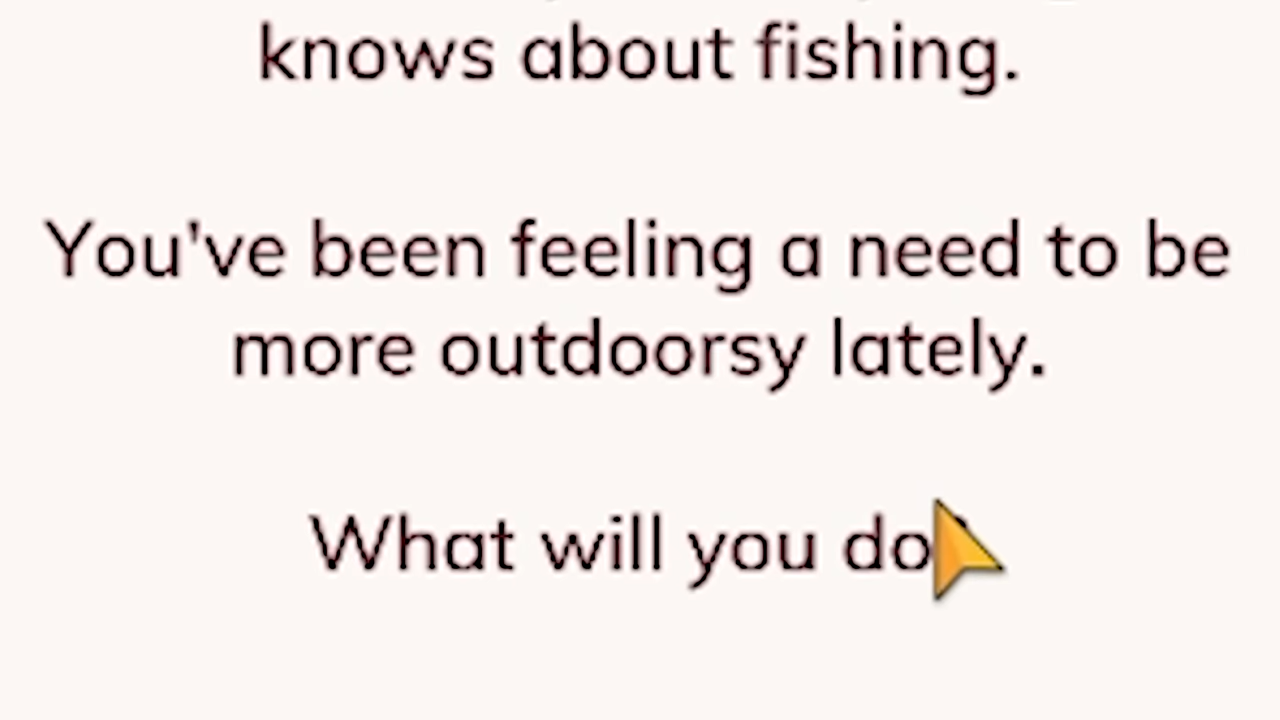 knows about fishing.
You've been feeling a need to be
more outdoorsy lately.
What will you do?